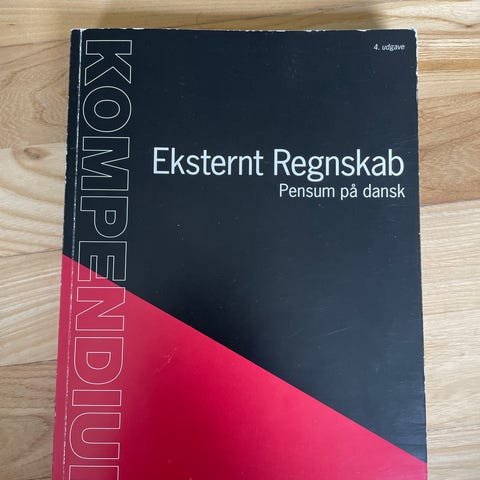 4. udgave
Eksternt Regnskab
Pensum på dansk
KOMPENDIU